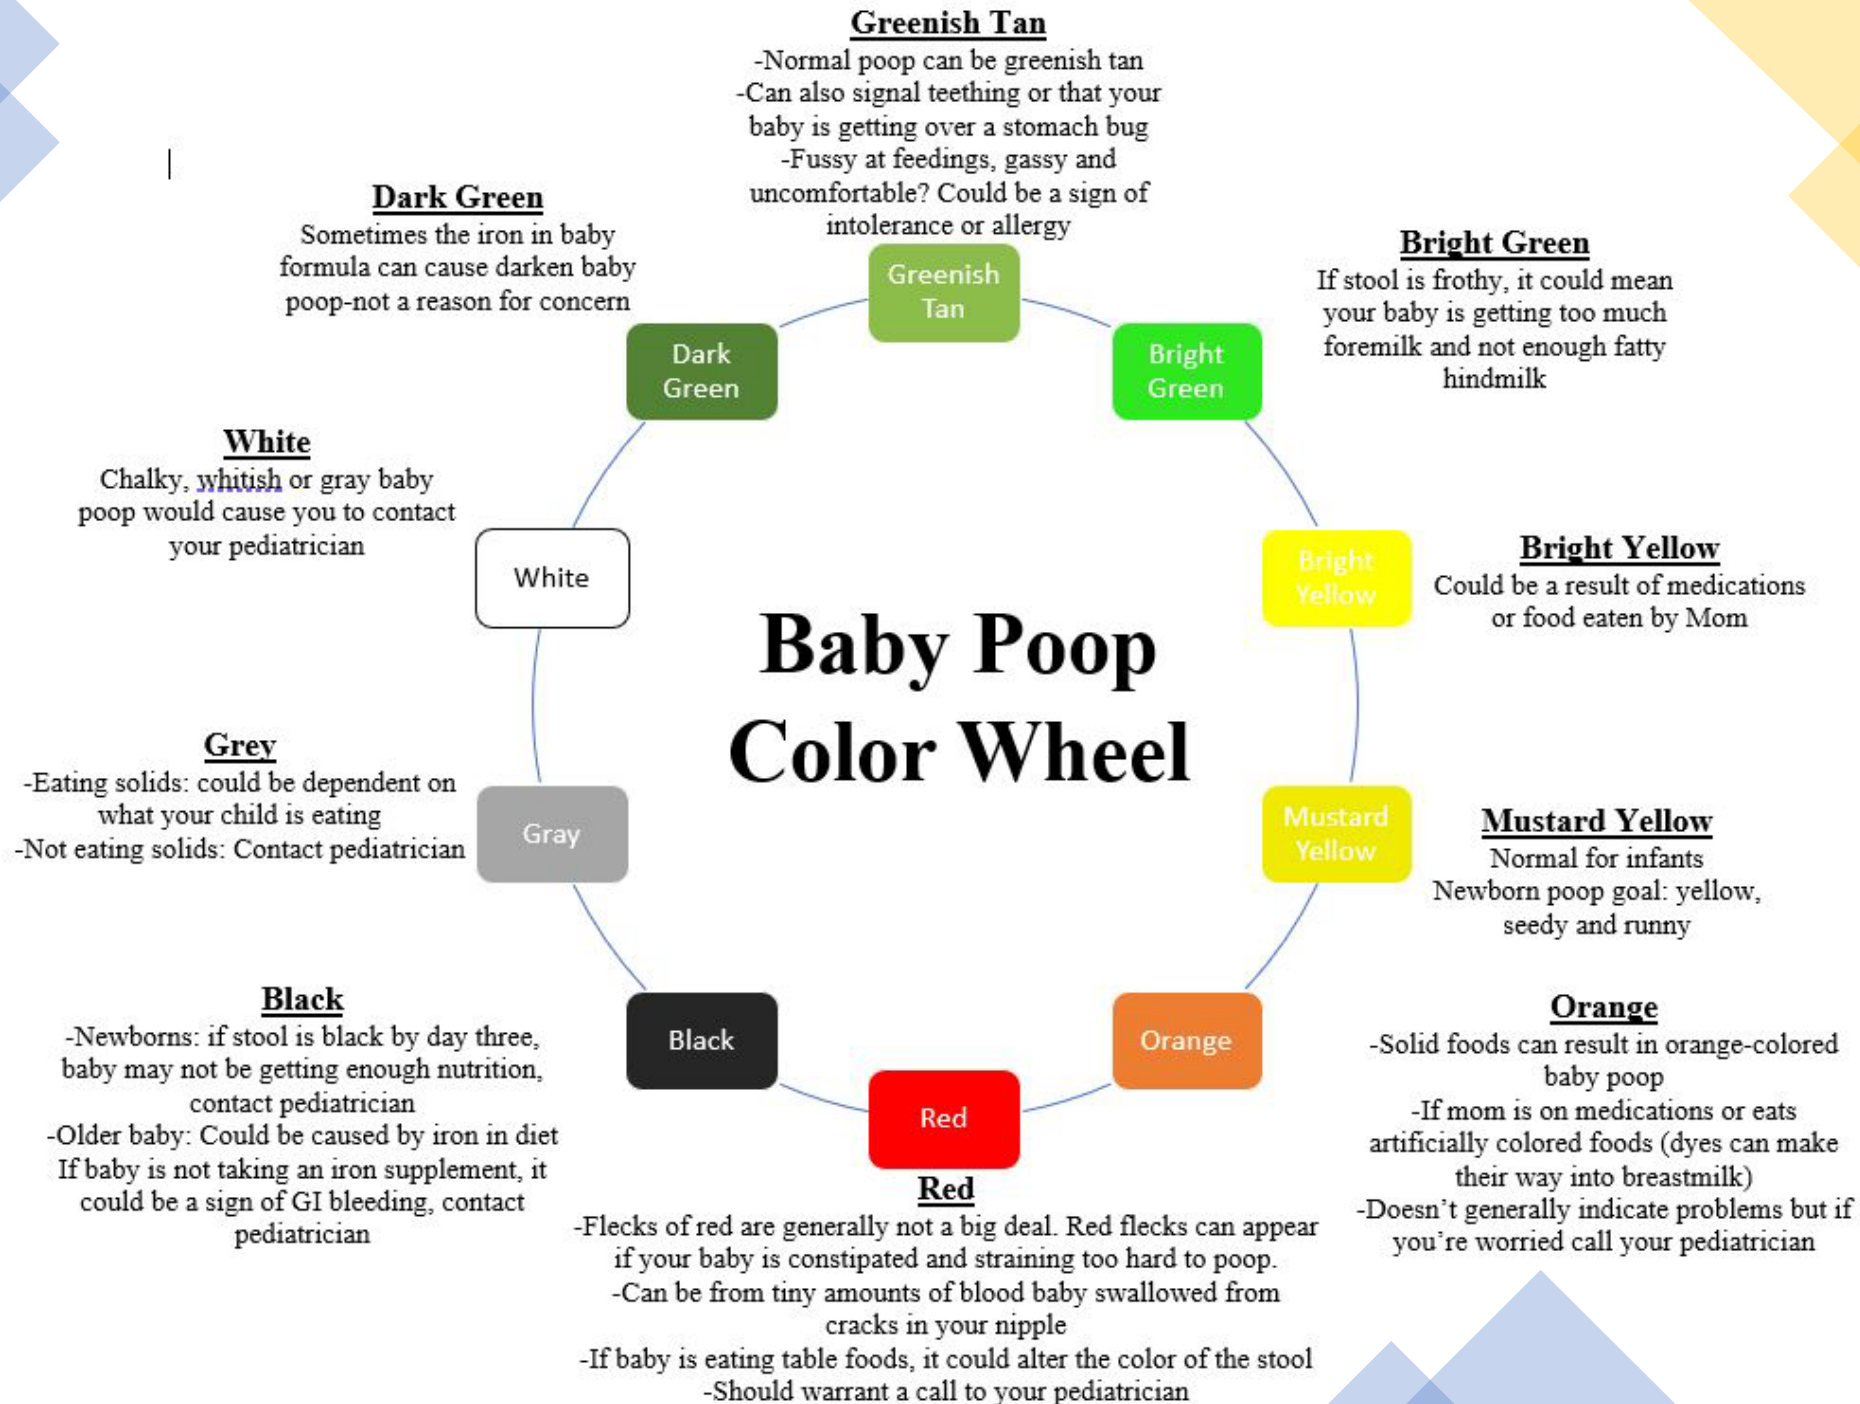 Greenish Tan
-Normal poop can be greenish tan
-Can also signal teething or that your
baby is getting over a stomach bug
-Fussy at feedings, gassy and
uncomfortable? Could be a sign of
intolerance or allergy
Greenish
Tan
Dark Green
Sometimes the iron in baby
formula can cause darken baby
poop-not a reason for concern
Dark
Green
Bright
Green
Bright Green
If stool is frothy, it could mean
your baby is getting too much
foremilk and not enough fatty
hindmilk
White
Chalky, whitish or gray baby
poop would cause you to contact
your pediatrician
White
Bright
Yellow
Bright Yellow
Could be a result of medications
or food eaten by Mom
Baby Poop
Color Wheel
Grey
-Eating solids: could be dependent on
what your child is eating
-Not eating solids: Contact pediatrician
Gray
Mustard
Yellow
Mustard Yellow
Normal for infants
Newborn poop goal: yellow,
seedy and runny
Black
-Newborns: if stool is black by day three,
baby may not be getting enough nutrition,
contact pediatrician
-Older baby: Could be caused by iron in diet
If baby is not taking an iron supplement, it
could be a sign of GI bleeding, contact
pediatrician
Black
Orange
Orange
-Solid foods can result in orange-colored
baby poop
-If mom is on medications or eats
artificially colored foods (dyes can make
their way into breastmilk)
-Doesn't generally indicate problems but if
you're worried call your pediatrician
Red
Red
-Flecks of red are generally not a big deal. Red flecks can appear
if your baby is constipated and straining too hard to poop.
-Can be from tiny amounts of blood baby swallowed from
cracks in your nipple
-If baby is eating table foods, it could alter the color of the stool
-Should warrant a call to your pediatrician